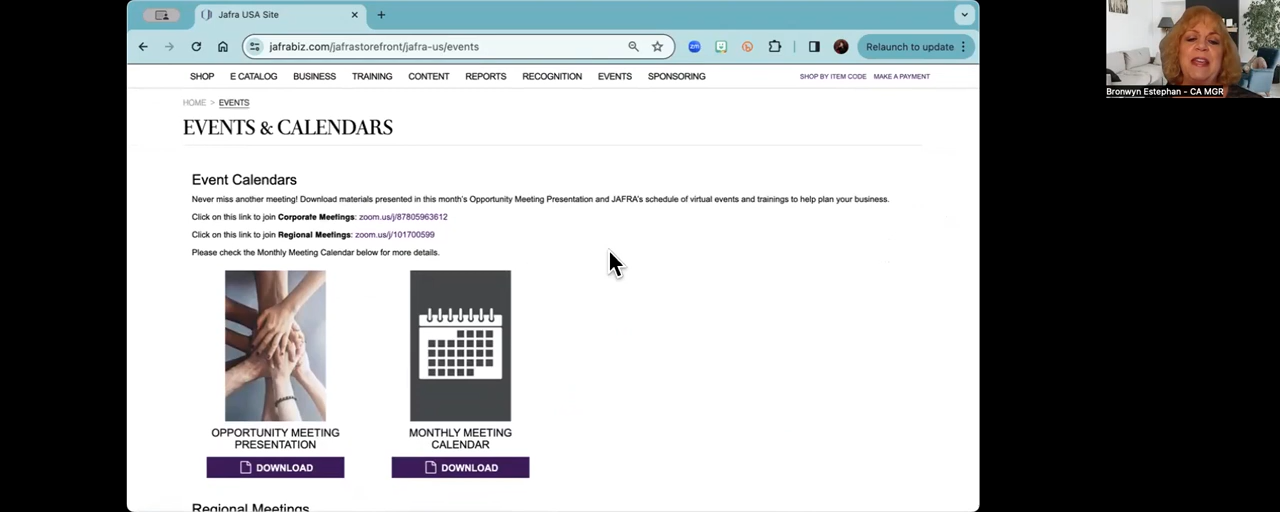 Jafra USA Site
jafrabiz.com/jafrastorefront/jafra-us/events
Relaunch to update
Bronwyn Estephan - CA MGR
SHOP E CATALOG BUSINESS TRAINING CONTENT REPORTS RECOGNITION EVENTS SPONSORING SHOP BY ITEM CODE MAKE A PAYMENT
HOME > EVENTS
EVENTS & CALENDARS
Event Calendars
Never miss another meeting! Download materials presented in this month's Opportunity Meeting Presentation and JAFRA's schedule of virtual events and trainings to help plan your business.
Click on this link to join Corporate Meetings: zoom.us/j/87805963612
Click on this link to join Regional Meetings: zoom.us/j/101700599
Please check the Monthly Meeting Calendar below for more details.
OPPORTUNITY MEETING
PRESENTATION
DOWNLOAD
MONTHLY MEETING
CALENDAR
DOWNLOAD
Regional Meetings